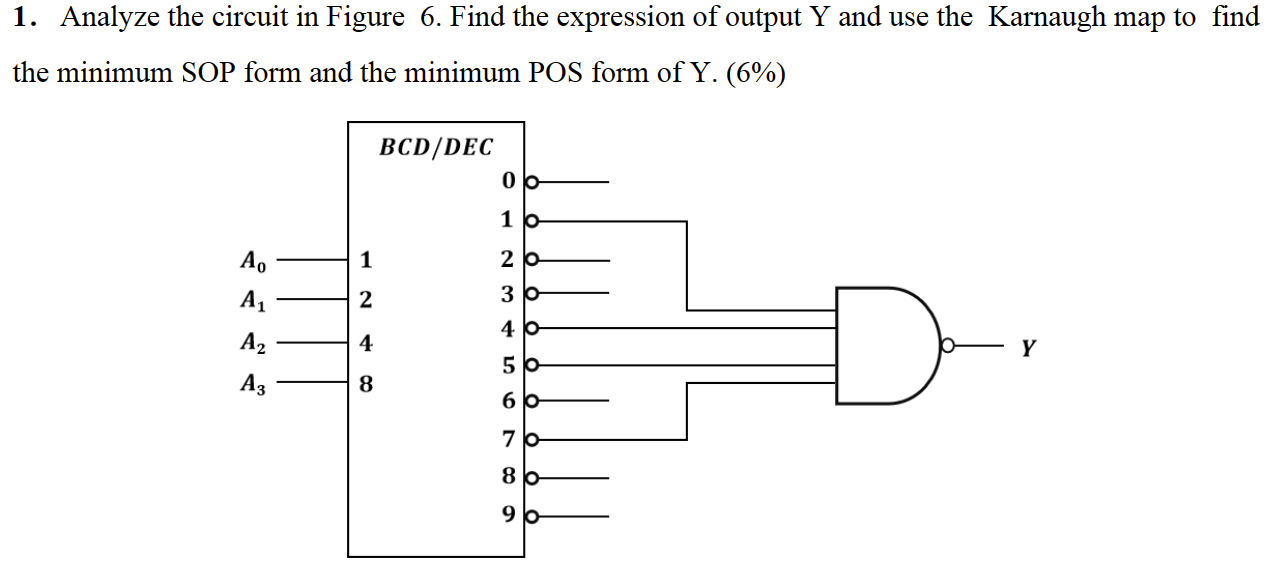 1. Analyze the circuit in Figure 6. Find the expression of output Y and use the Karnaugh map to find
the minimum SOP form and the minimum POS form of Y. (6%)
BCD/DEC
0
1
A₀ 1 2
A₁ 2 3
4
A₂ 4 Y
5
A₃ 8 6
7
8
9